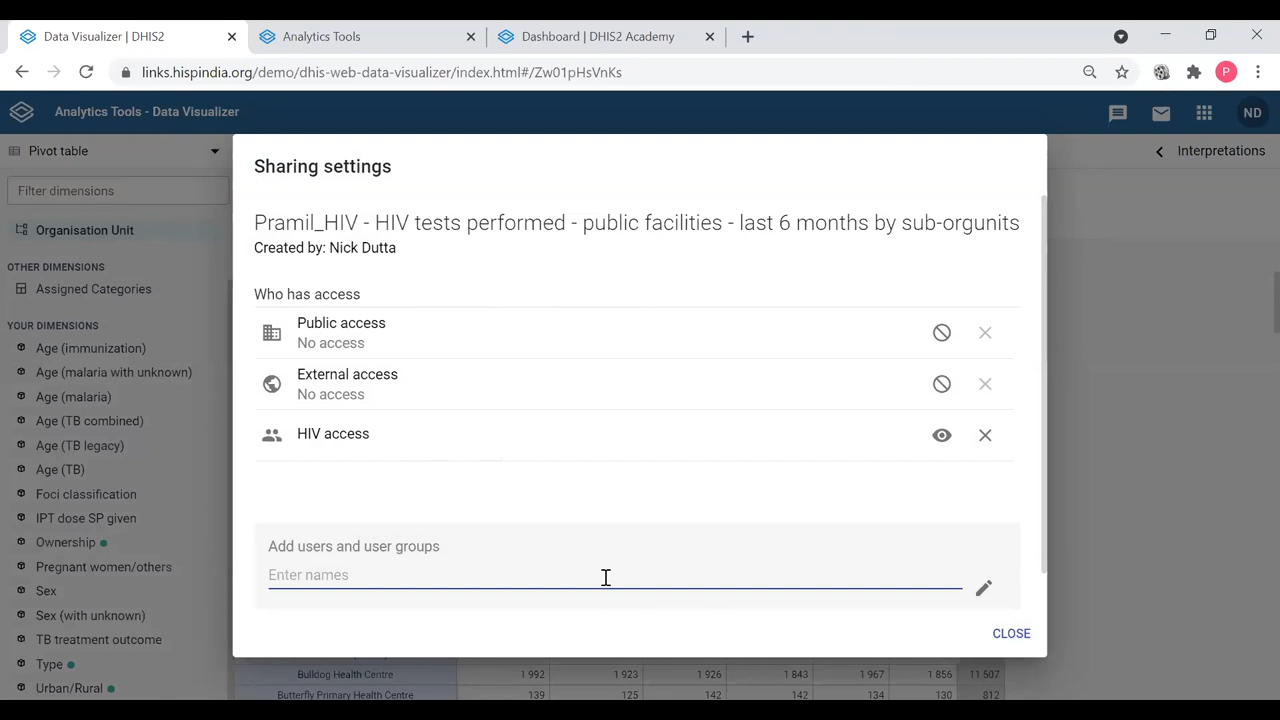 Data Visualizer | DHIS2
Analytics Tools
Dashboard | DHIS2 Academy
links.hispindia.org/demo/dhis-web-data-visualizer/index.html#/Zw01pHsVnKs
P
Analytics Tools - Data Visualizer
ND
Pivot table
Interpretations
Filter dimensions
Organisation Unit
OTHER DIMENSIONS
Assigned Categories
YOUR DIMENSIONS
Age (immunization)
Age (malaria with unknown)
Age (malaria)
Age (TB combined)
Age (TB legacy)
Age (TB)
Foci classification
IPT dose SP given
Ownership
Pregnant women/others
Sex
Sex (with unknown)
TB treatment outcome
Type
Urban/Rural
Sharing settings
Pramil_HIV - HIV tests performed - public facilities - last 6 months by sub-orgunits
Created by: Nick Dutta
Who has access
Public access
No access
External access
No access
HIV access
Add users and user groups
Enter names
CLOSE
Bulldog Health Centre 1 992 1 923 1 926 1 843 1 967 1 856 11 507
Butterfly Primary Health Centre 139 125 142 142 134 130 812